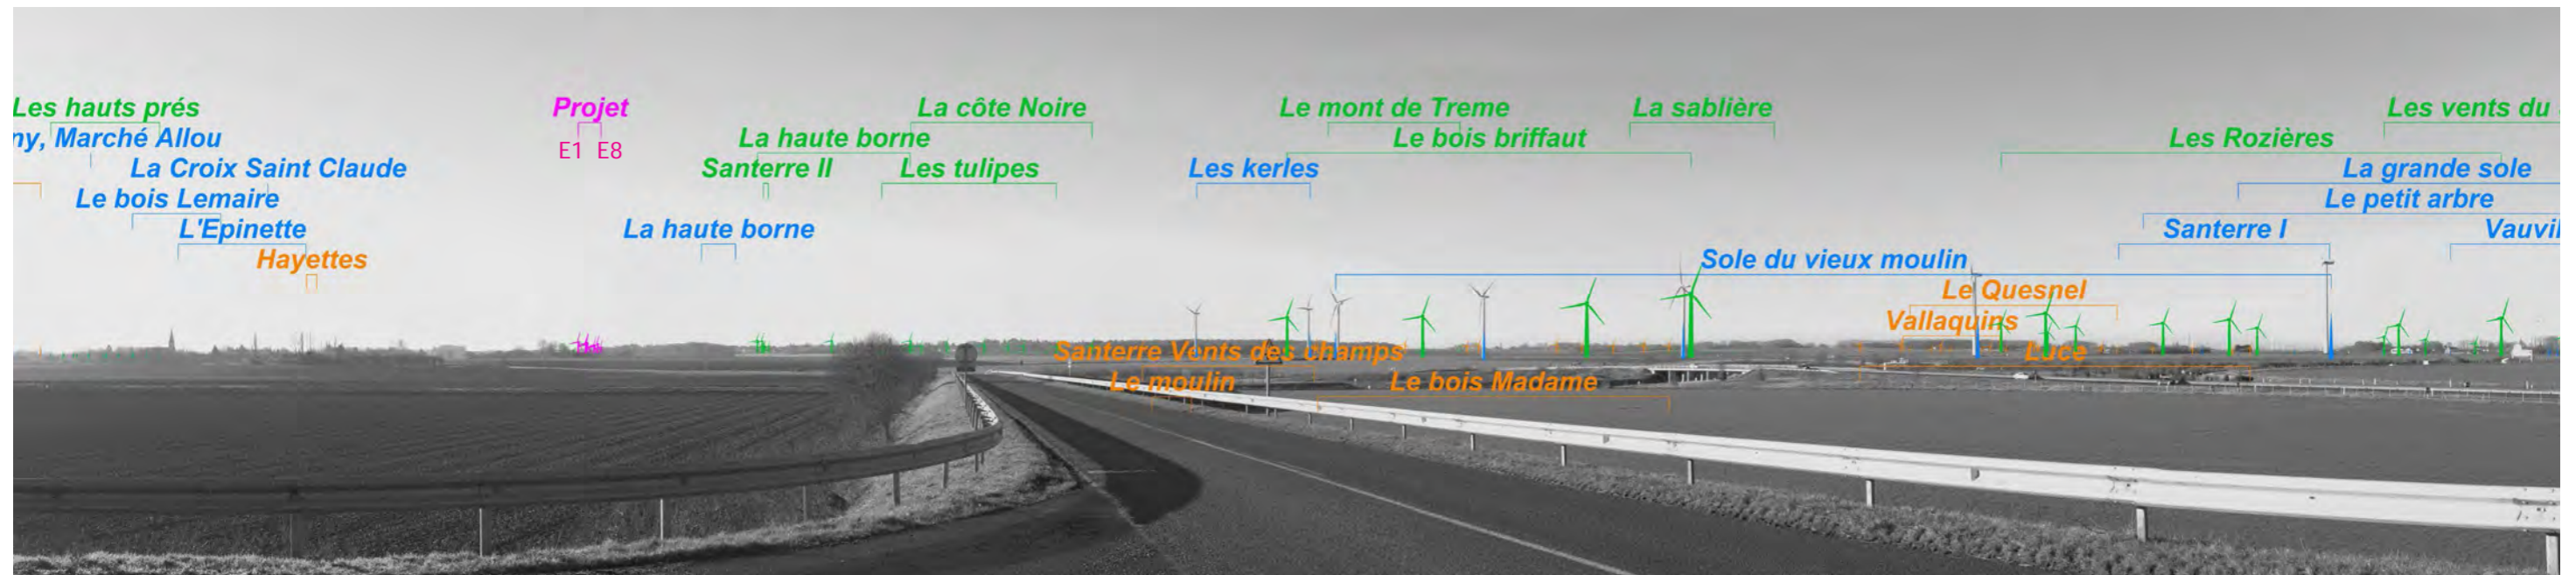 Les hauts prés
Projet
La côte Noire
Le mont de Treme
La sablière
Les vents du
ny, Marché Allou
E1 E8
La haute borne
Le bois briffaut
Les Rozières
La Croix Saint Claude
Santerre II
Les tulipes
Les kerles
La grande sole
Le bois Lemaire
Le petit arbre
L'Epinette
La haute borne
Santerre I
Vauvil
Hayettes
Sole du vieux moulin
Le Quesnel
Vallaquins
Santerre Vents des champs
Luce
Le moulin
Le bois Madame